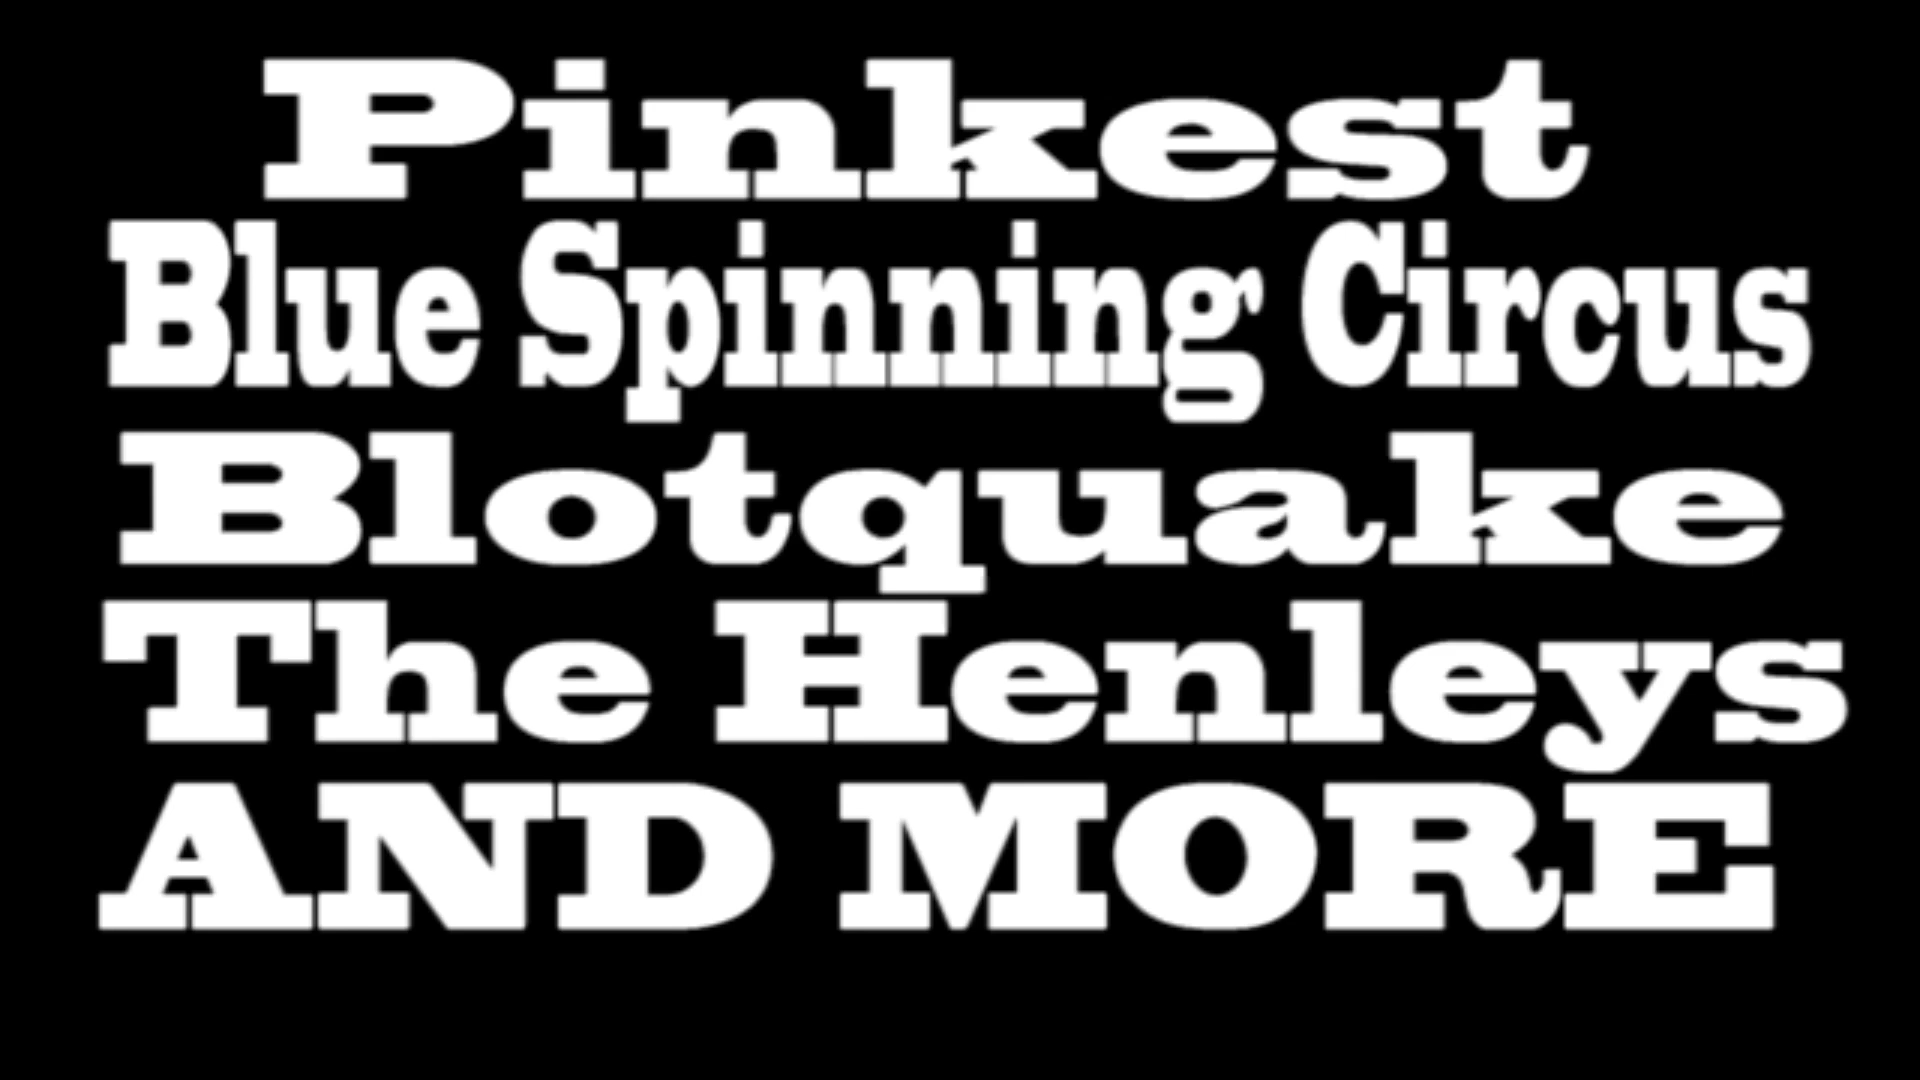 Pinkest
Blue Spinning Circus
Blotquake
The Henleys
AND MORE